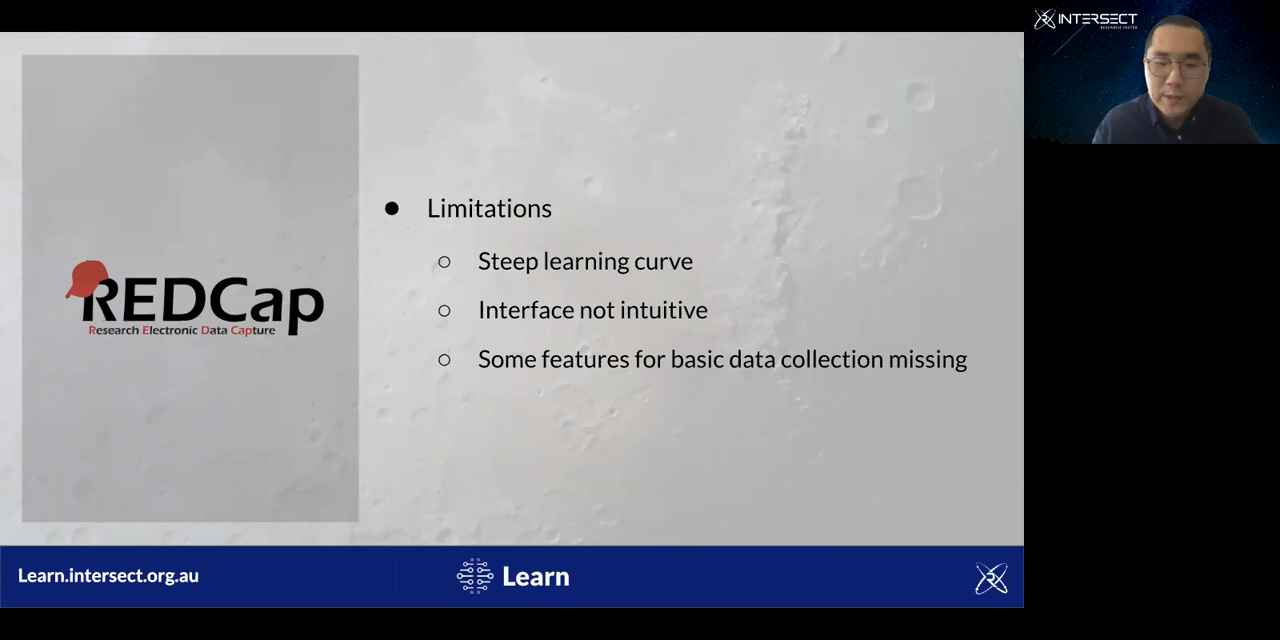 INTERSECT
RESEARCH FASTER
● Limitations
○ Steep learning curve
○ Interface not intuitive
○ Some features for basic data collection missing
REDCap
Research Electronic Data Capture
Learn.intersect.org.au
Learn